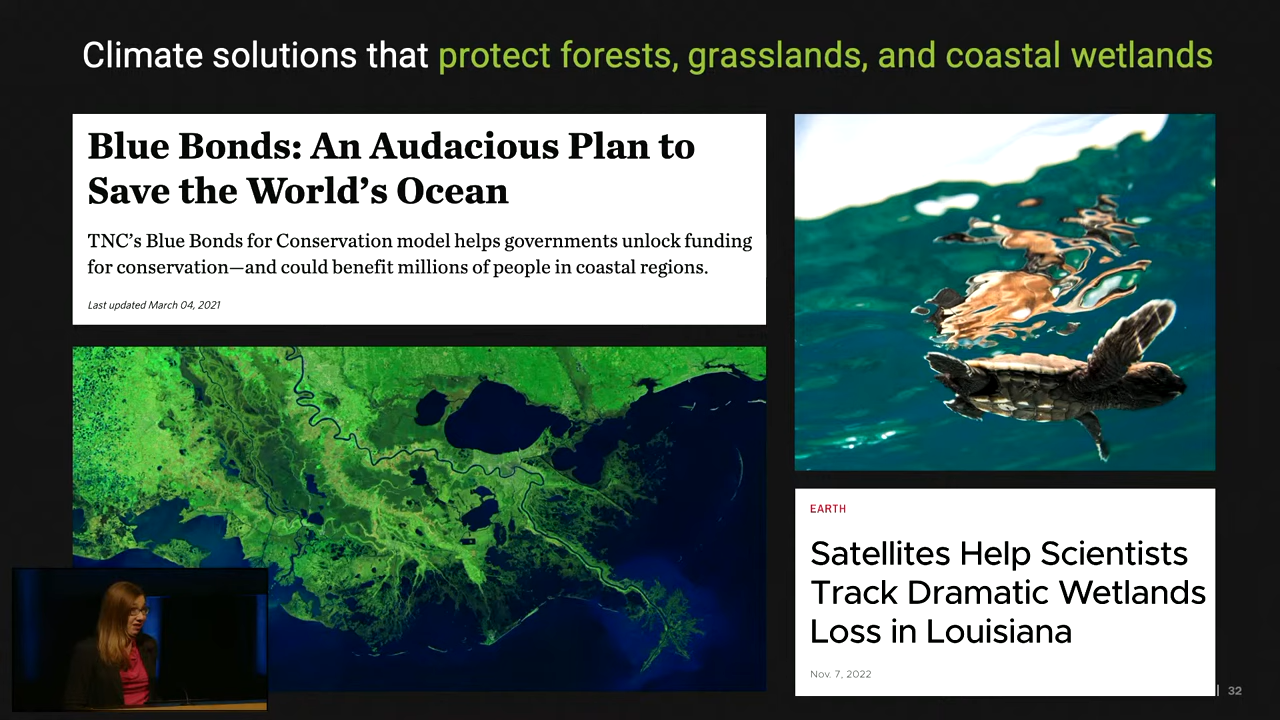 Climate solutions that protect forests, grasslands, and coastal wetlands
Blue Bonds: An Audacious Plan to
Save the World’s Ocean
TNC’s Blue Bonds for Conservation model helps governments unlock funding
for conservation—and could benefit millions of people in coastal regions.
Last updated March 04, 2021
EARTH
Satellites Help Scientists
Track Dramatic Wetlands
Loss in Louisiana
Nov. 7, 2022
| 32